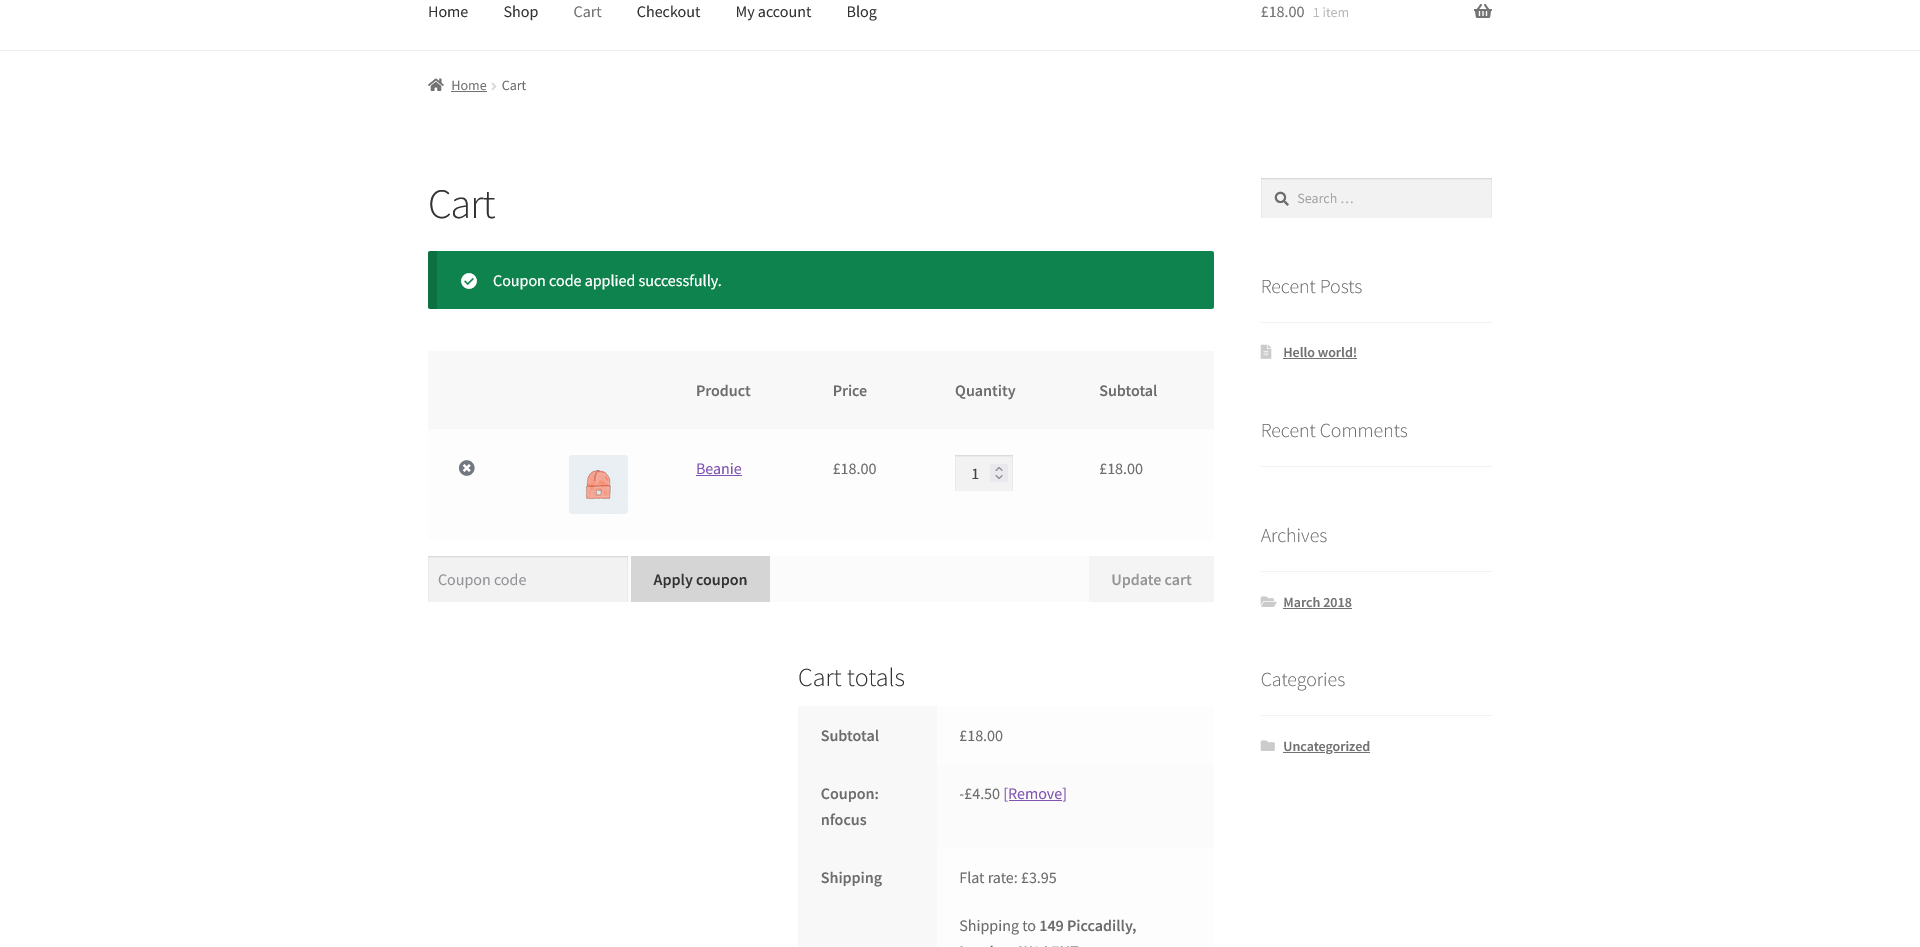 Home Shop Cart Checkout My account Blog £18.00 1 item
Home › Cart
Cart
Search …
Coupon code applied successfully.
Recent Posts
Hello world!
Product Price Quantity Subtotal
Recent Comments
Beanie £18.00 1 £18.00
Archives
Coupon code Apply coupon Update cart
March 2018
Cart totals
Categories
Subtotal £18.00
Uncategorized
Coupon: nfocus -£4.50 [Remove]
Shipping Flat rate: £3.95
Shipping to 149 Piccadilly,